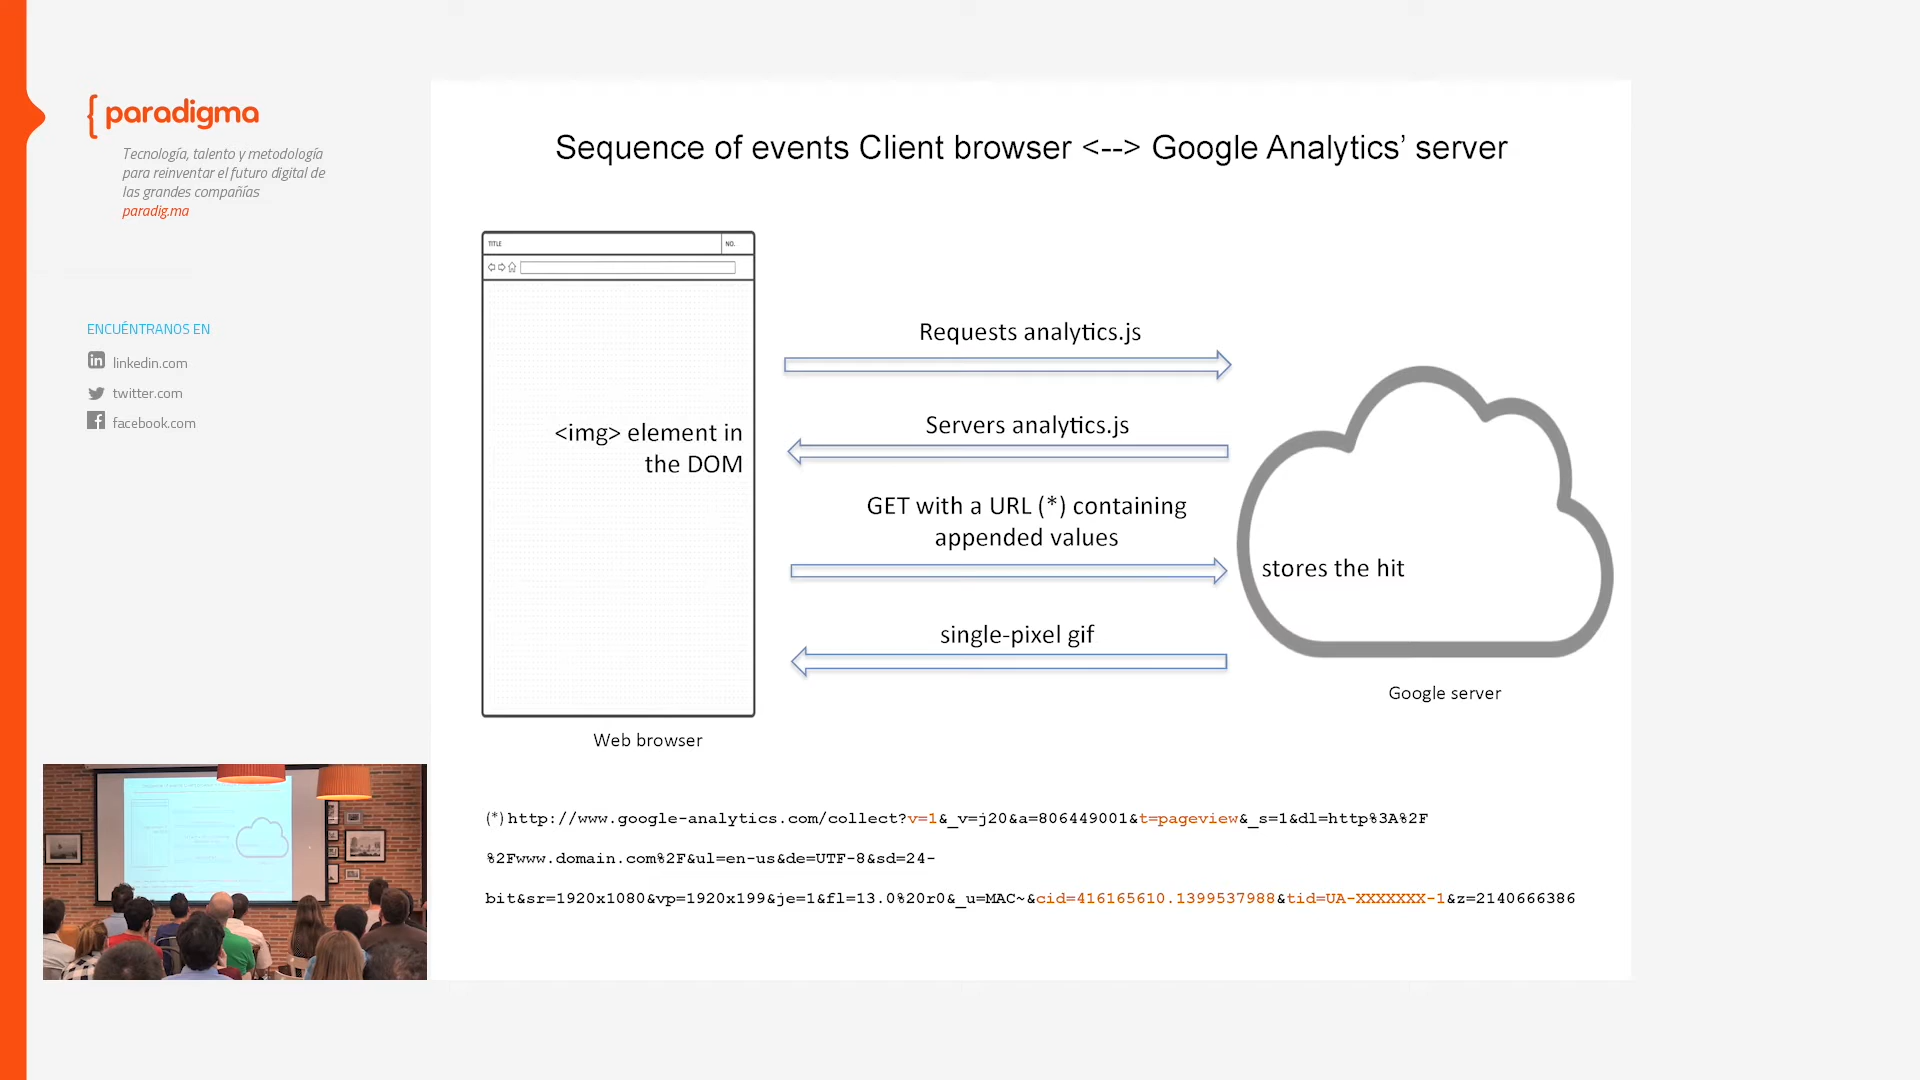 { paradigma
Tecnología, talento y metodología
para reinventar el futuro digital de
las grandes compañías
paradig.ma
ENCUÉNTRANOS EN
linkedin.com
twitter.com
facebook.com
Sequence of events Client browser <--> Google Analytics’ server
TITLE
NO.
<img> element in
the DOM
Web browser
Requests analytics.js
Servers analytics.js
GET with a URL (*) containing
appended values
single-pixel gif
stores the hit
Google server
(*)http://www.google-analytics.com/collect?v=1&_v=j20&a=806449001&t=pageview&_s=1&dl=http%3A%2F
%2Fwww.domain.com%2F&ul=en-us&de=UTF-8&sd=24-
bit&sr=1920x1080&vp=1920x199&je=1&fl=13.0%20r0&_u=MAC~&cid=416165610.1399537988&tid=UA-XXXXXXX-1&z=2140666386